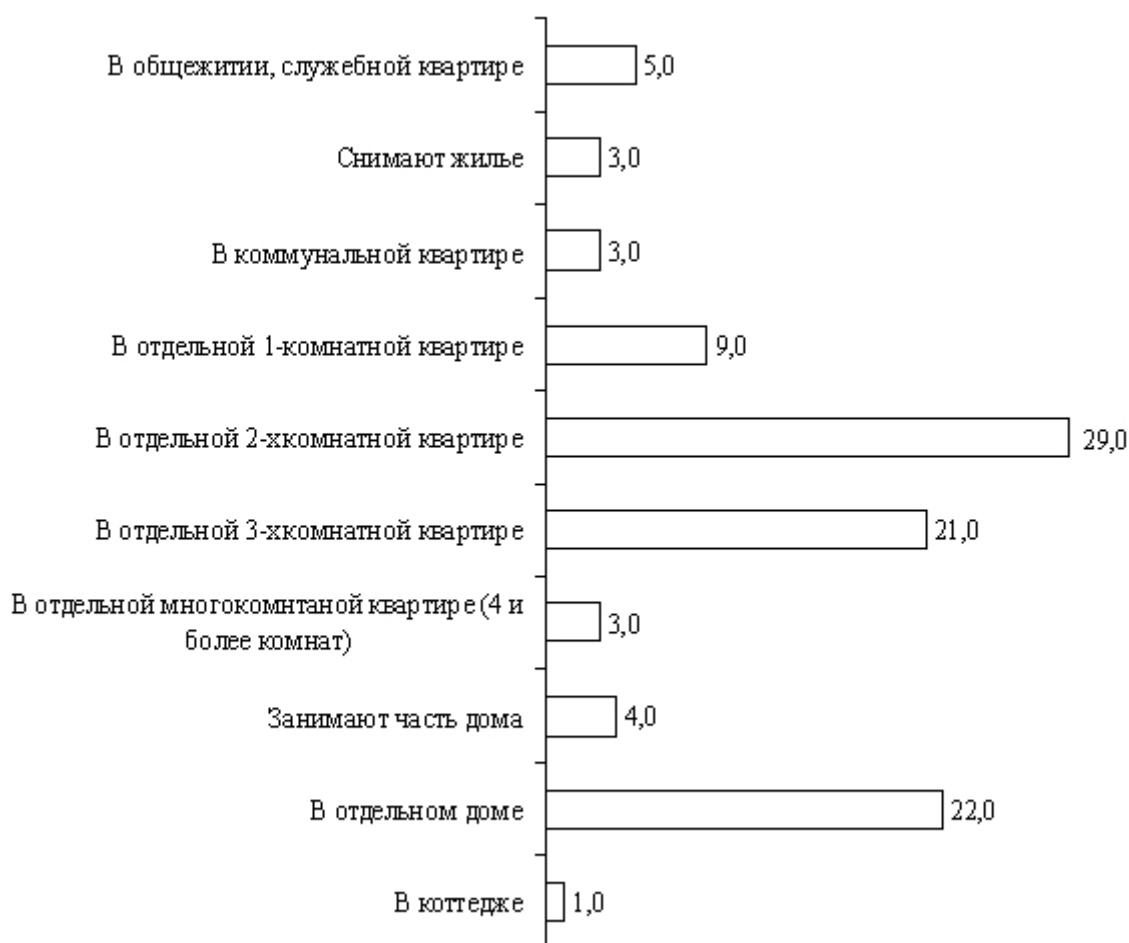 В общежитии, служебной квартире
5,0
Снимают жилье
3,0
В коммунальной квартире
3,0
В отдельной 1-комнатной квартире
9,0
В отдельной 2-хкомнатной квартире
29,0
В отдельной 3-хкомнатной квартире
21,0
В отдельной многокомнтаной квартире (4 и
более комнат)
3,0
Занимают часть дома
4,0
В отдельном доме
22,0
В коттедже
1,0